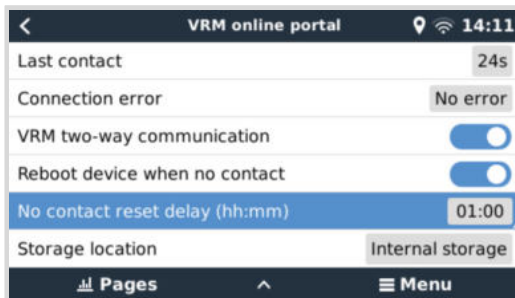 VRM online portal 14:11
Last contact 24s
Connection error No error
VRM two-way communication
Reboot device when no contact
No contact reset delay (hh:mm) 01:00
Storage location Internal storage
Pages Menu